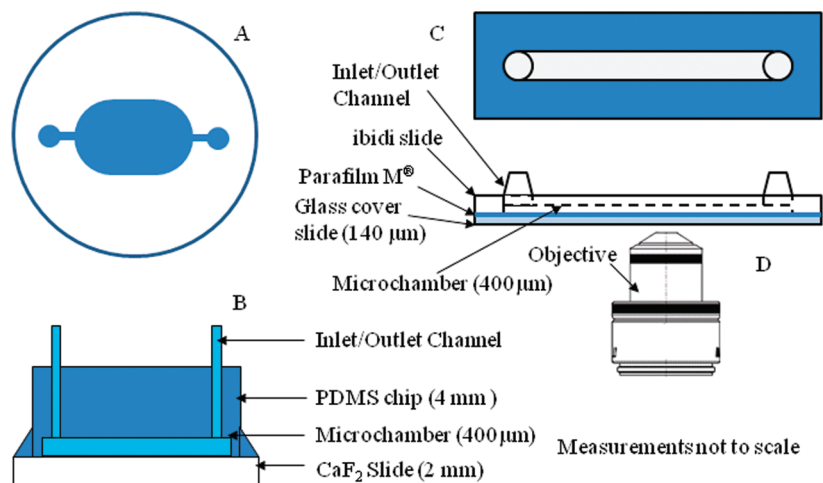 A
C
Inlet/Outlet
Channel
ibidi slide
Parafilm M®
Glass cover
slide (140 µm)
Objective
D
Microchamber (400 µm)
B
Inlet/Outlet Channel
PDMS chip (4 mm )
Microchamber (400µm)
Measurements not to scale
CaF₂ Slide (2 mm)